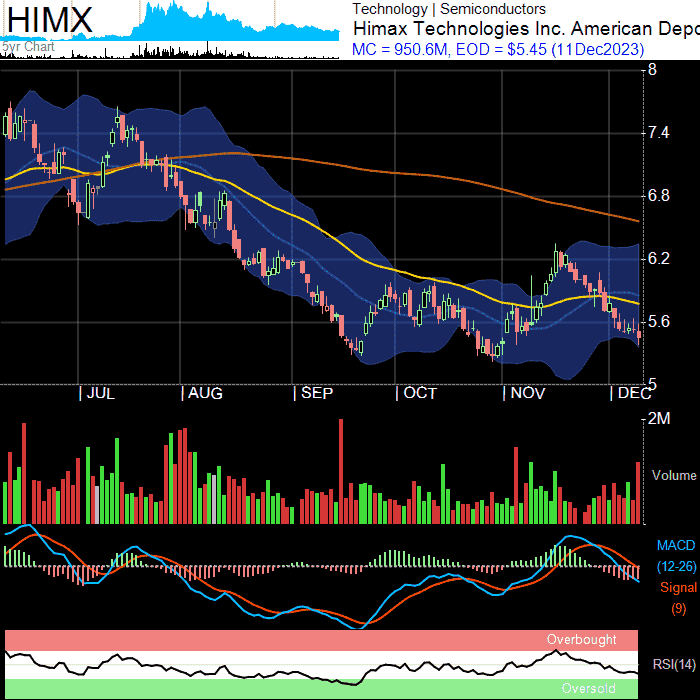 HIMX
5yr Chart
Technology | Semiconductors
Himax Technologies Inc. American Depo
MC = 950.6M, EOD = $5.45 (11Dec2023)
8
7.4
6.8
6.2
5.6
5
JUL AUG SEP OCT NOV DEC
2M
Volume
MACD
(12-26)
Signal
(9)
Overbought
RSI(14)
Oversold